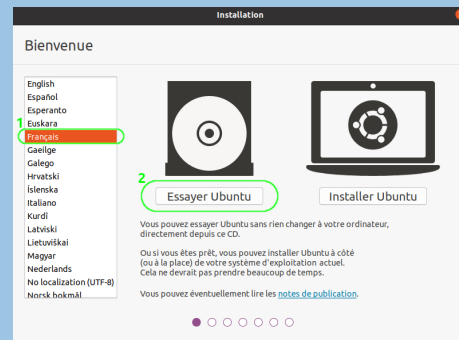 Installation
Bienvenue
English
Español
Esperanto
Euskara
1
Français
Gaeilge
Galego
Hrvatski
Íslenska
Italiano
Kurdî
Latviski
Lietuviškai
Magyar
Nederlands
No localization (UTF-8)
Norsk bokmål
2
Essayer Ubuntu
Installer Ubuntu
Vous pouvez essayer Ubuntu sans rien changer à votre ordinateur,
directement depuis ce CD.
Ou si vous êtes prêt, vous pouvez installer Ubuntu à côté
(ou à la place) de votre système d'exploitation actuel.
Cela ne devrait pas prendre beaucoup de temps.
Vous pouvez éventuellement lire les notes de publication.